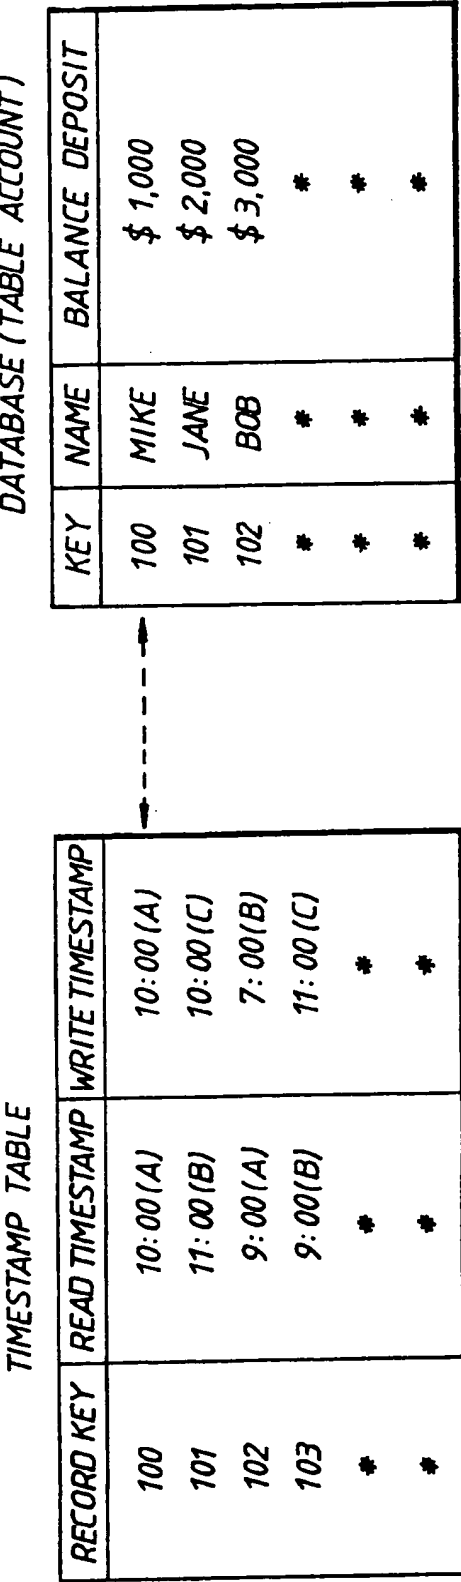 TIMESTAMP TABLE
RECORD KEY READ TIMESTAMP WRITE TIMESTAMP
100 10:00(A) 10:00(A)
101 11:00(B) 10:00(C)
102 9:00(A) 7:00(B)
103 9:00(B) 11:00(C)
* * *
* * *
DATABASE (TABLE ACCOUNT)
KEY NAME BALANCE DEPOSIT
100 MIKE $1,000
101 JANE $2,000
102 BOB $3,000
* * *
* * *
* * *